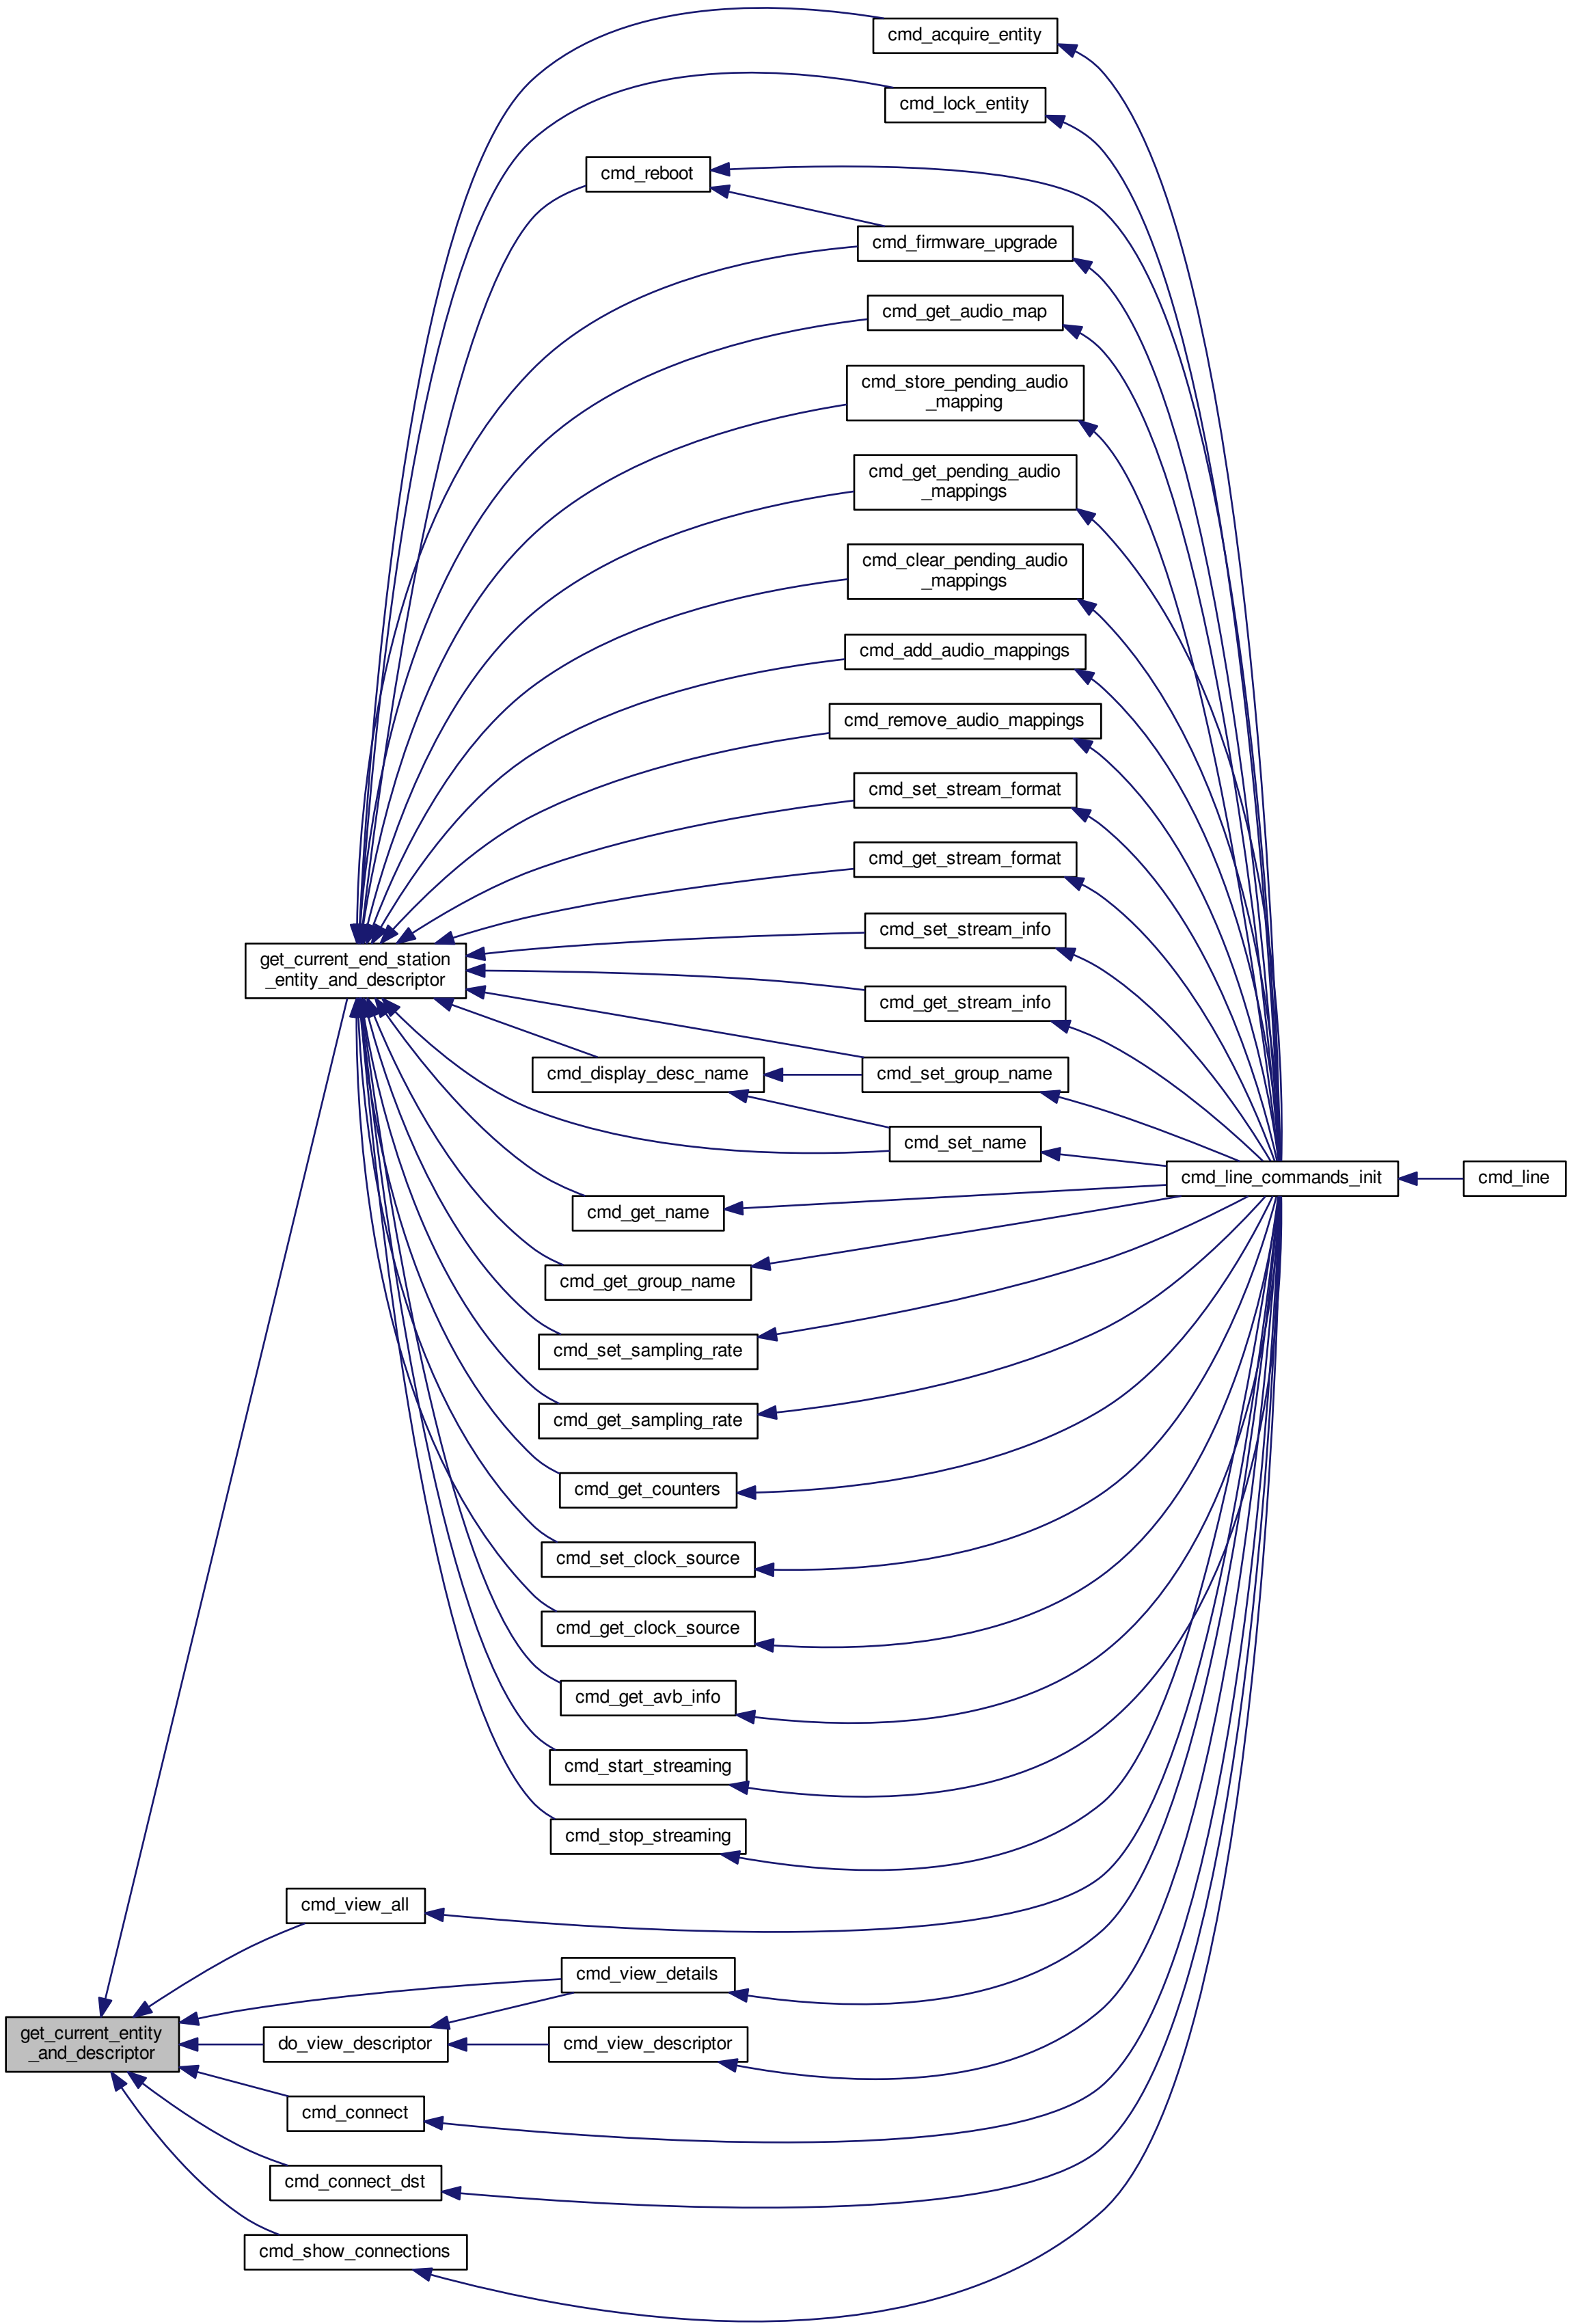 cmd_acquire_entity
cmd_lock_entity
cmd_reboot
cmd_firmware_upgrade
cmd_get_audio_map
cmd_store_pending_audio
_mapping
cmd_get_pending_audio
_mappings
cmd_clear_pending_audio
_mappings
cmd_add_audio_mappings
cmd_remove_audio_mappings
cmd_set_stream_format
cmd_get_stream_format
cmd_set_stream_info
get_current_end_station
_entity_and_descriptor
cmd_get_stream_info
cmd_display_desc_name
cmd_set_group_name
cmd_set_name
cmd_line_commands_init
cmd_line
cmd_get_name
cmd_get_group_name
cmd_set_sampling_rate
cmd_get_sampling_rate
cmd_get_counters
cmd_set_clock_source
cmd_get_clock_source
cmd_get_avb_info
cmd_start_streaming
cmd_stop_streaming
cmd_view_all
cmd_view_details
get_current_entity
_and_descriptor
do_view_descriptor
cmd_view_descriptor
cmd_connect
cmd_connect_dst
cmd_show_connections